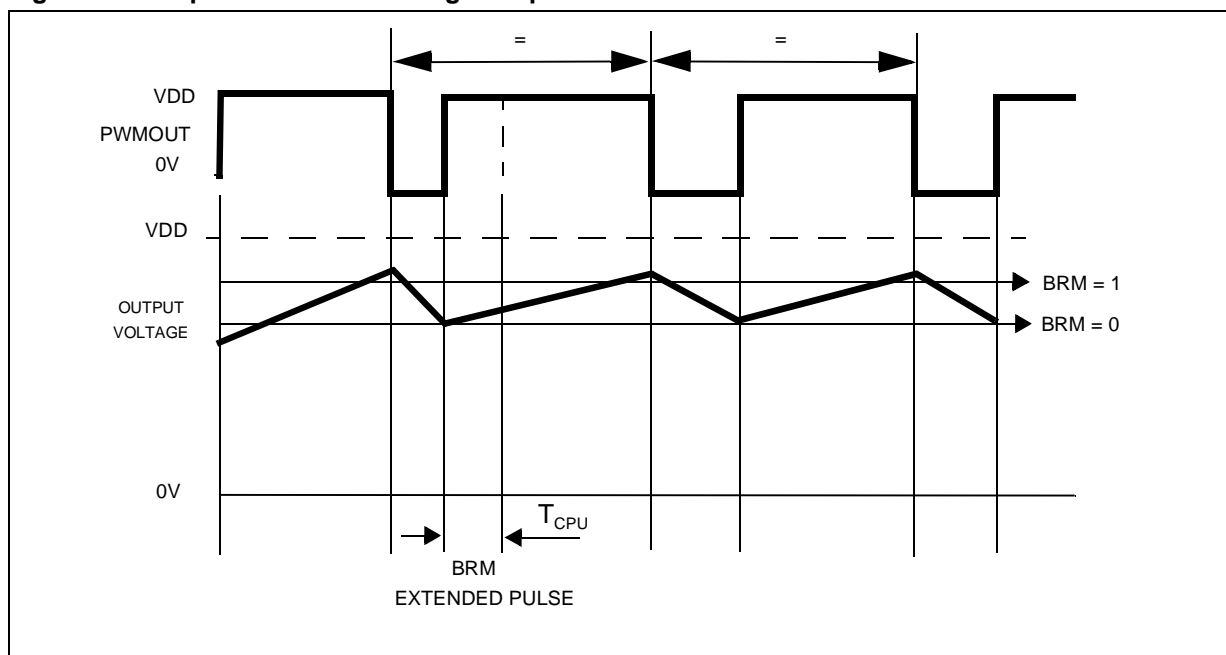 = =
VDD
PWMOUT
0V
VDD
BRM = 1
OUTPUT
VOLTAGE
BRM = 0
0V
TCPU
BRM
EXTENDED PULSE